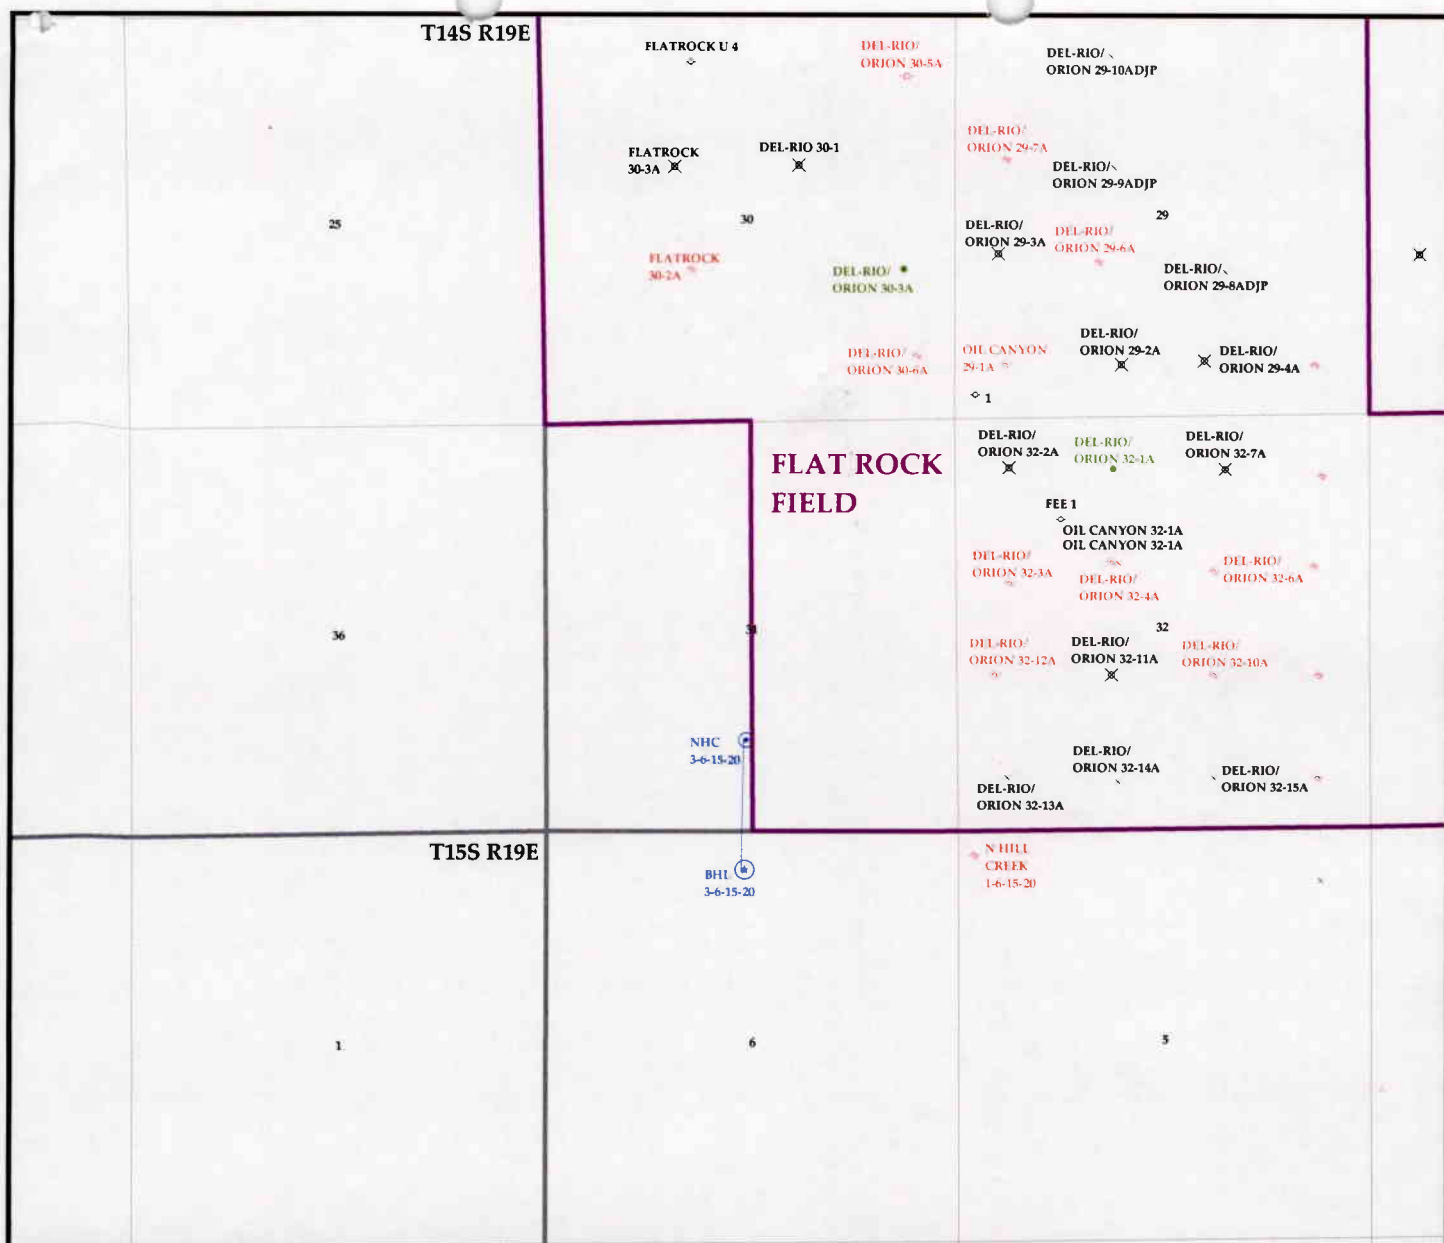 T14S R19E
FLATROCK U 4
DEL-RIO/
ORION 30-5A
DEL-RIO/
ORION 29-10ADJP
DEL-RIO/
ORION 29-7A
FLATROCK
30-3A
DEL-RIO 30-1
DEL-RIO/
ORION 29-9ADJP
25
30
29
DEL-RIO/
ORION 29-3A
DEL-RIO/
ORION 29-6A
FLATROCK
30-2A
DEL-RIO/
ORION 30-3A
DEL-RIO/
ORION 29-8ADJP
DEL-RIO/
ORION 30-6A
OIL CANYON
29-1A
DEL-RIO/
ORION 29-2A
DEL-RIO/
ORION 29-4A
1
FLAT ROCK
FIELD
DEL-RIO/
ORION 32-2A
DEL-RIO/
ORION 32-1A
DEL-RIO/
ORION 32-7A
FEE 1
OIL CANYON 32-1A
OIL CANYON 32-1A
DEL-RIO/
ORION 32-3A
DEL-RIO/
ORION 32-4A
DEL-RIO/
ORION 32-6A
36
31
32
DEL-RIO/
ORION 32-12A
DEL-RIO/
ORION 32-11A
DEL-RIO/
ORION 32-10A
NHC
3-6-15-20
DEL-RIO/
ORION 32-13A
DEL-RIO/
ORION 32-14A
DEL-RIO/
ORION 32-15A
T15S R19E
BHL
3-6-15-20
N HILL
CREEK
1-6-15-20
1
6
5